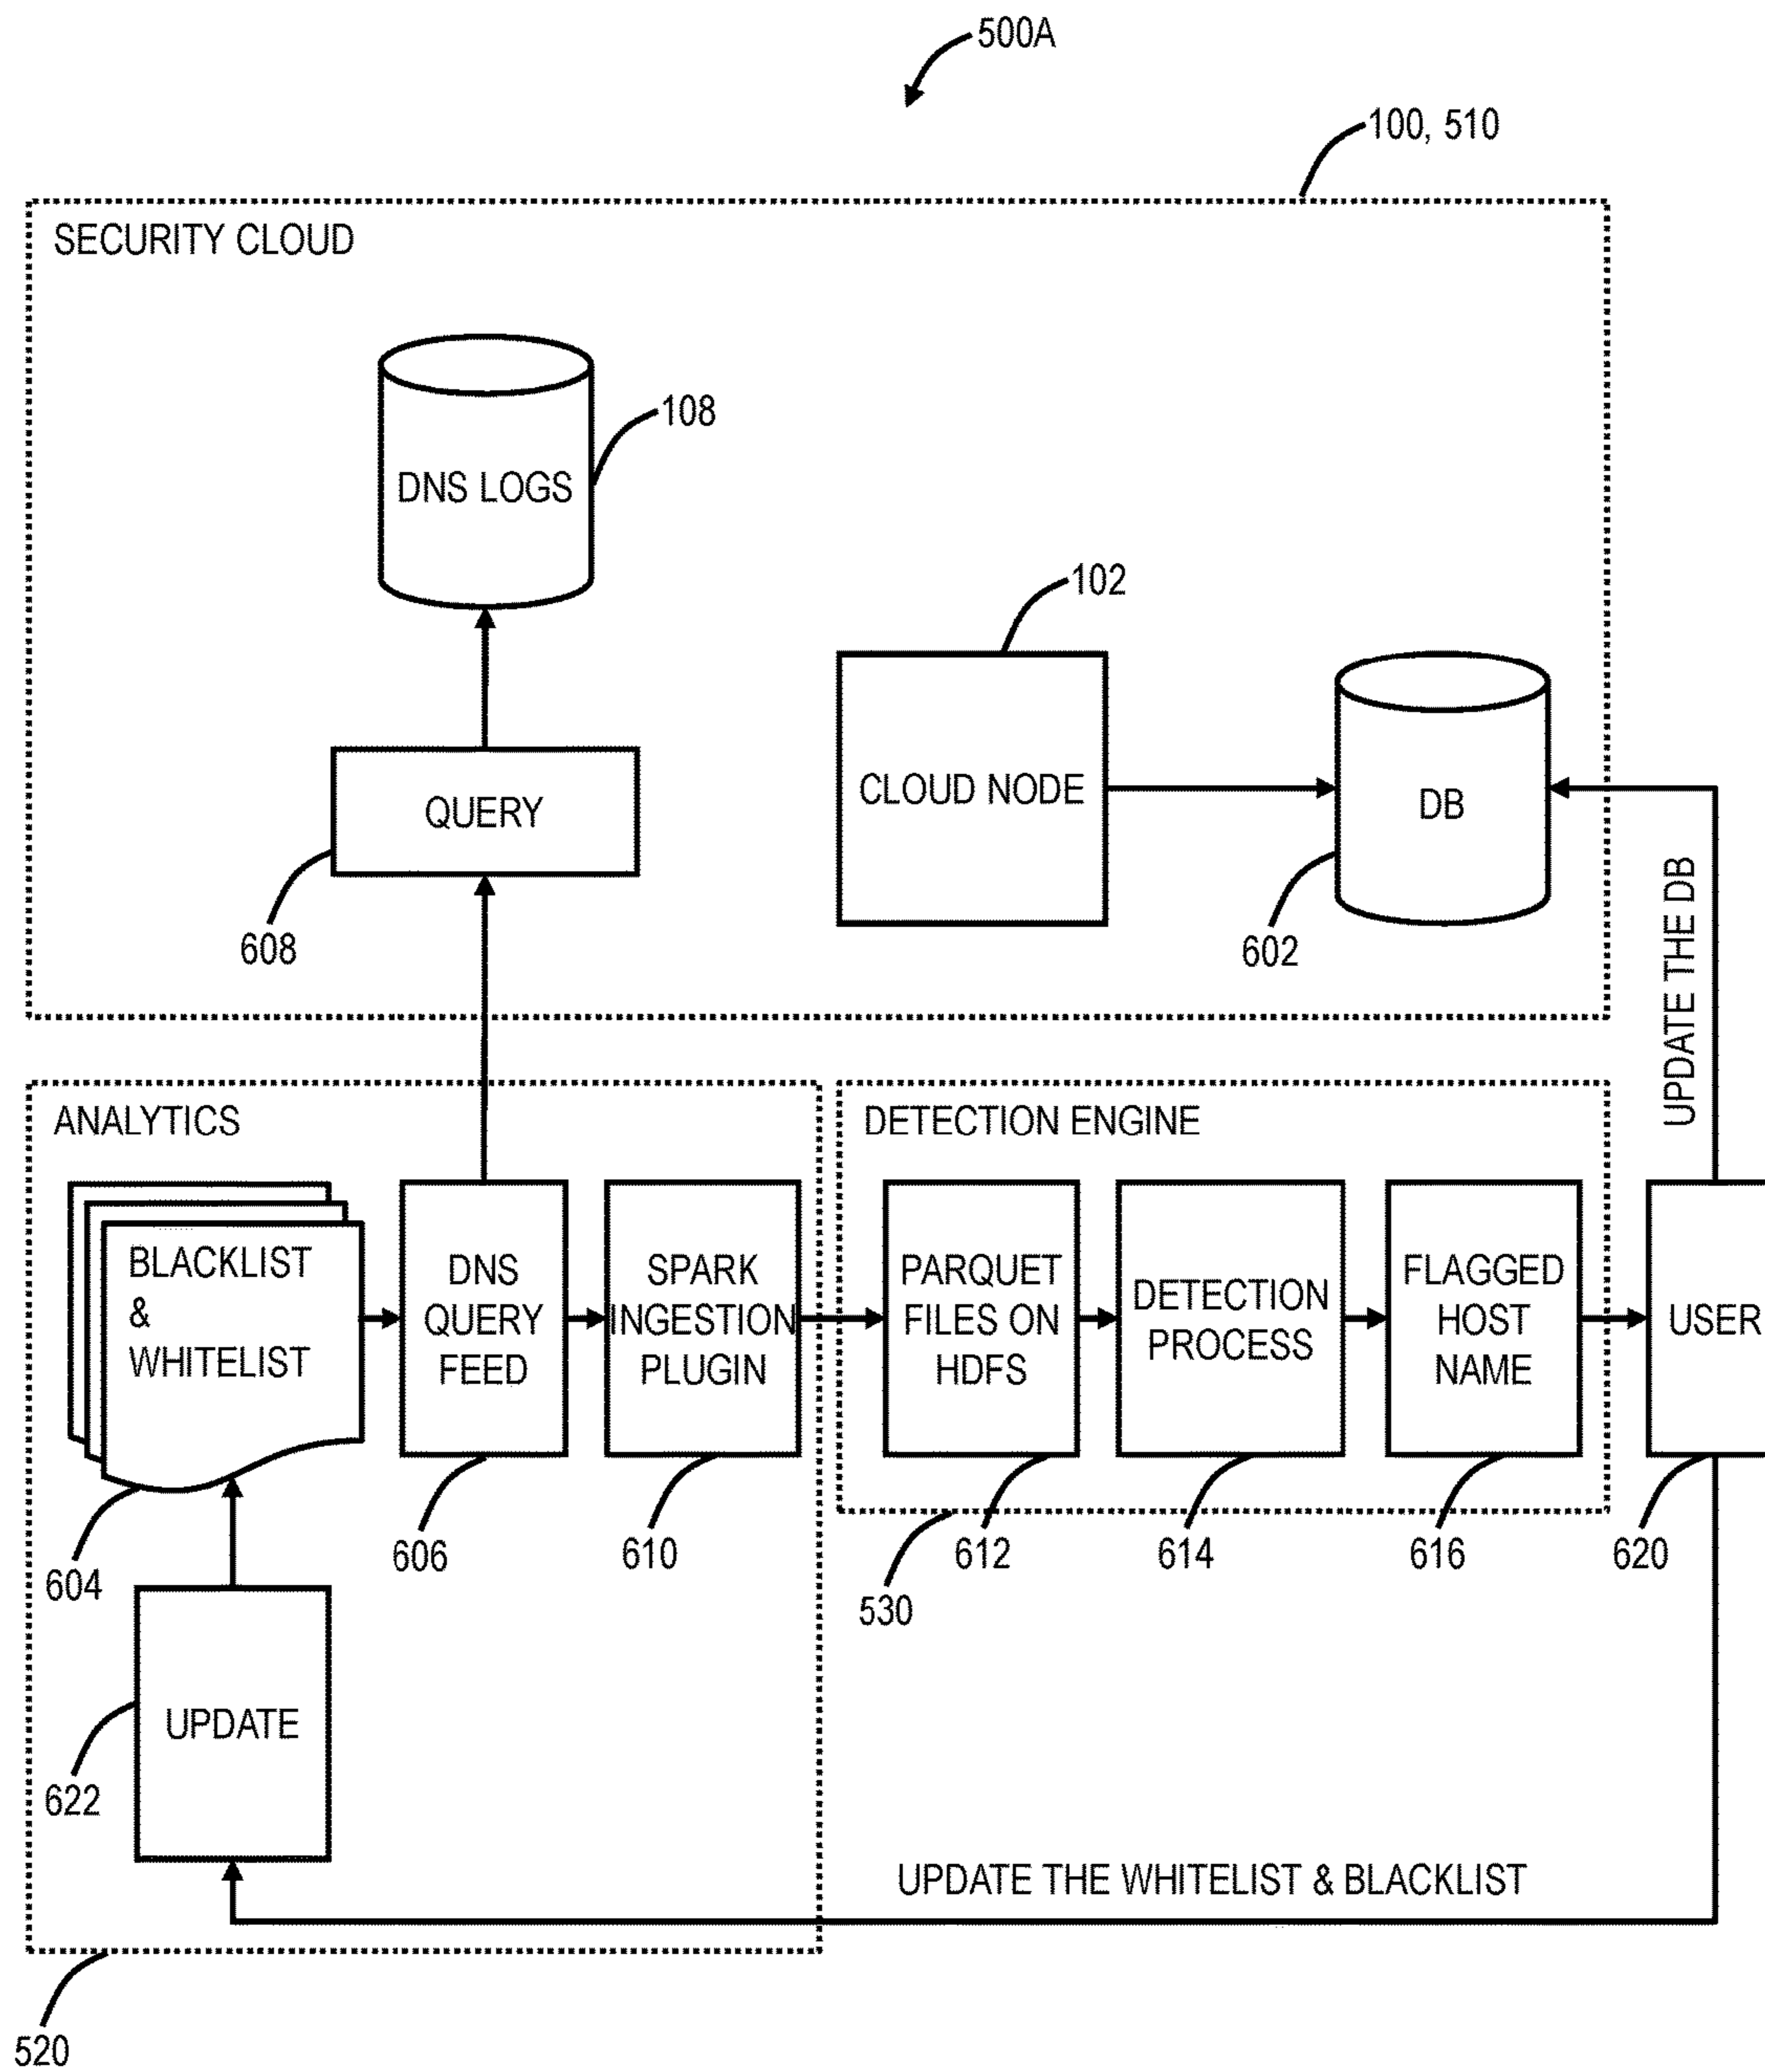 500A
100, 510
SECURITY CLOUD
DNS LOGS
108
102
QUERY
CLOUD NODE
DB
608
602
UPDATE THE DB
ANALYTICS
DETECTION ENGINE
BLACKLIST
&
WHITELIST
DNS
QUERY
FEED
SPARK
INGESTION
PLUGIN
PARQUET
FILES ON
HDFS
DETECTION
PROCESS
FLAGGED
HOST
NAME
USER
604
606
610
530
612
614
616
620
UPDATE
622
UPDATE THE WHITELIST & BLACKLIST
520